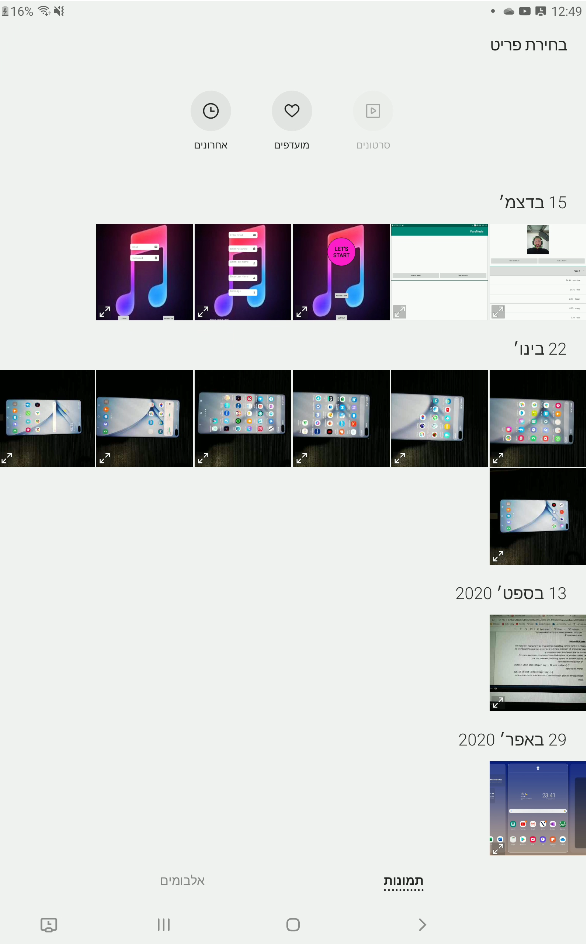 16%
12:49
בחירת פריט
סרטונים
מועדפים
אחרונים
15 בדצמ׳
LET'S
START
22 בינו׳
13 בספט׳ 2020
29 באפר׳ 2020
תמונות
אלבומים